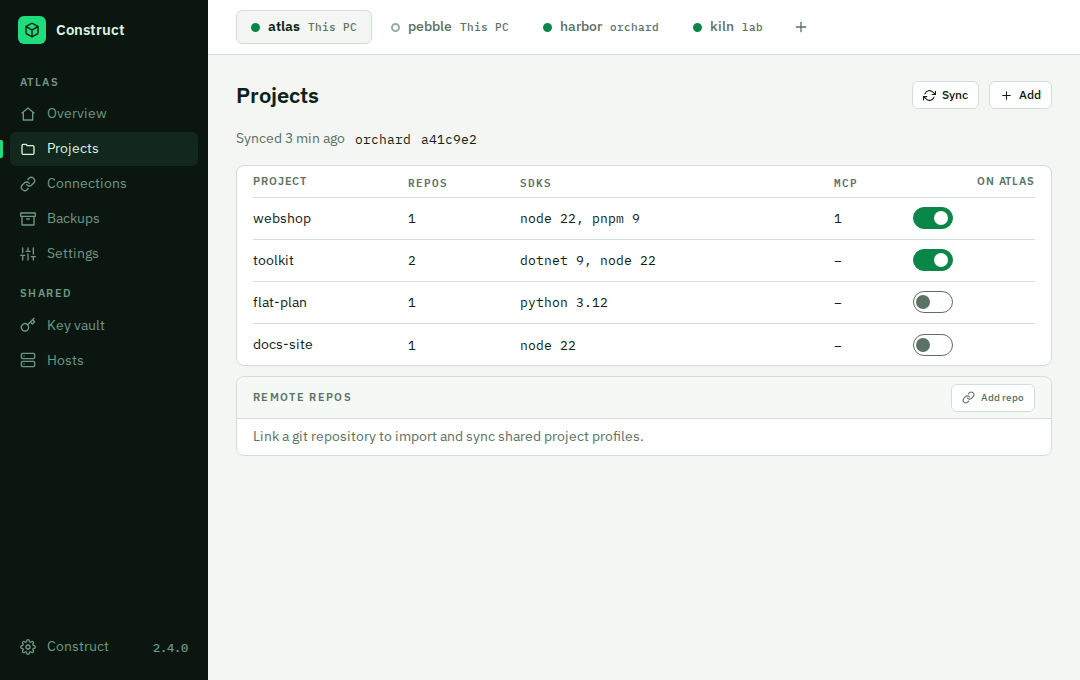 Construct
atlas This PC pebble This PC harbor orchard kiln lab
ATLAS
Overview
Projects
Connections
Backups
Settings
SHARED
Key vault
Hosts
Construct 2.4.0
Projects
Sync Add
Synced 3 min ago orchard a41c9e2
PROJECT REPOS SDKS MCP ON ATLAS
webshop 1 node 22, pnpm 9 1
toolkit 2 dotnet 9, node 22 –
flat-plan 1 python 3.12 –
docs-site 1 node 22 –
REMOTE REPOS Add repo
Link a git repository to import and sync shared project profiles.